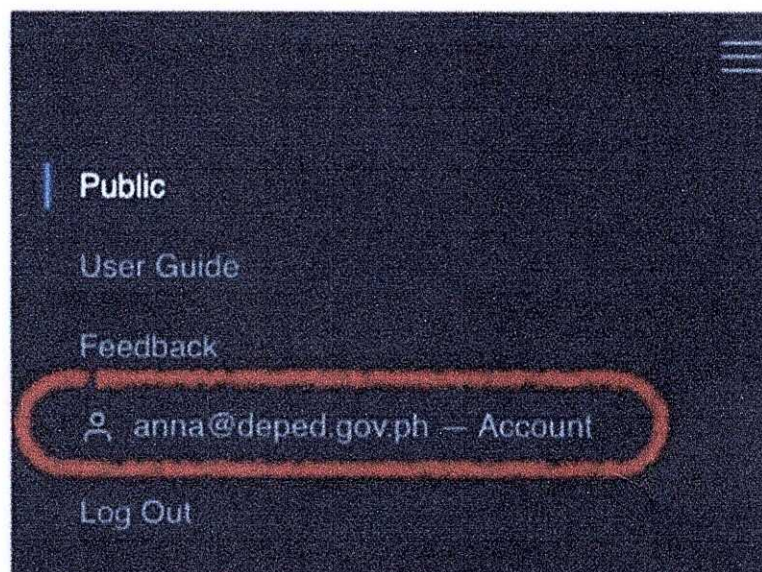 Public
User Guide
Feedback
anna@deped.gov.ph — Account
Log Out